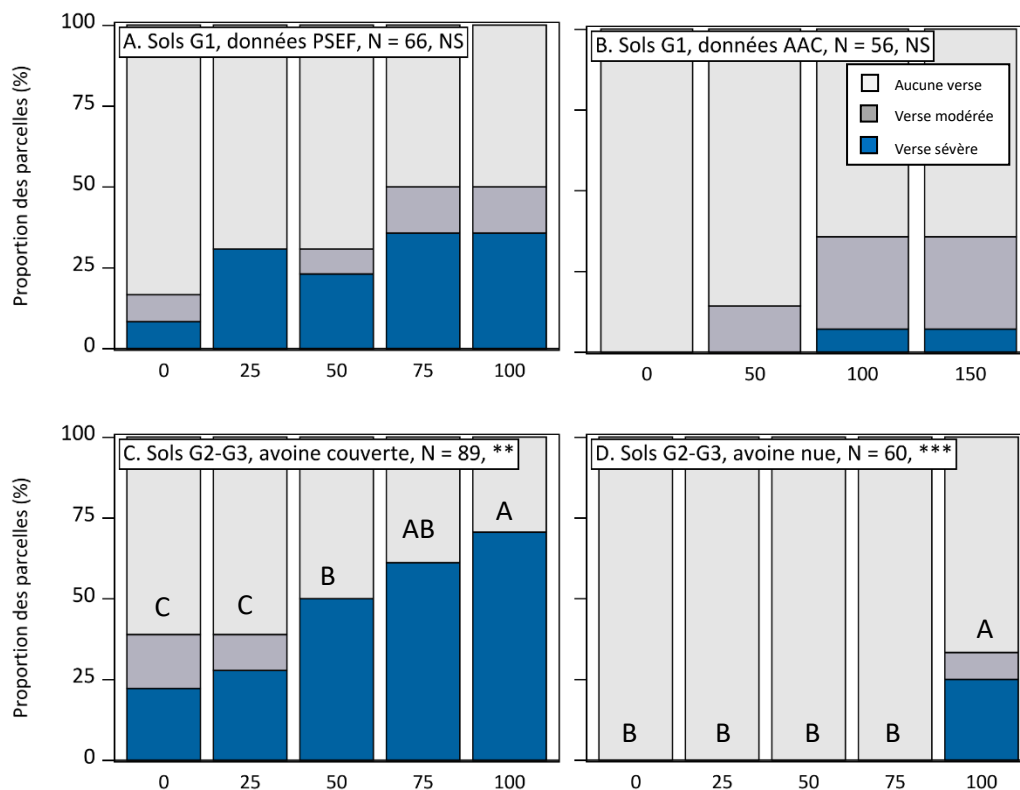 A. Sols G1, données PSEF, N = 66, NS
Proportion des parcelles (%)
100
75
50
25
0
0 25 50 75 100
B. Sols G1, données AAC, N = 56, NS
Aucune verse
Verse modérée
Verse sévère
0 50 100 150
C. Sols G2-G3, avoine couverte, N = 89, **
Proportion des parcelles (%)
100
75
50
25
0
C C B AB A
0 25 50 75 100
D. Sols G2-G3, avoine nue, N = 60, ***
B B B B A
0 25 50 75 100